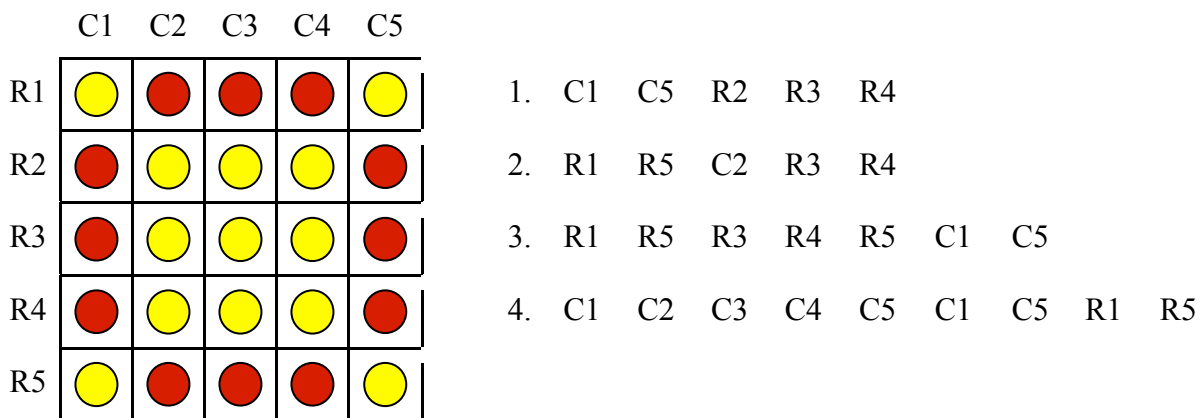 C1 C2 C3 C4 C5
R1 1. C1 C5 R2 R3 R4
R2 2. R1 R5 C2 R3 R4
R3 3. R1 R5 R3 R4 R5 C1 C5
R4 4. C1 C2 C3 C4 C5 C1 C5 R1 R5
R5